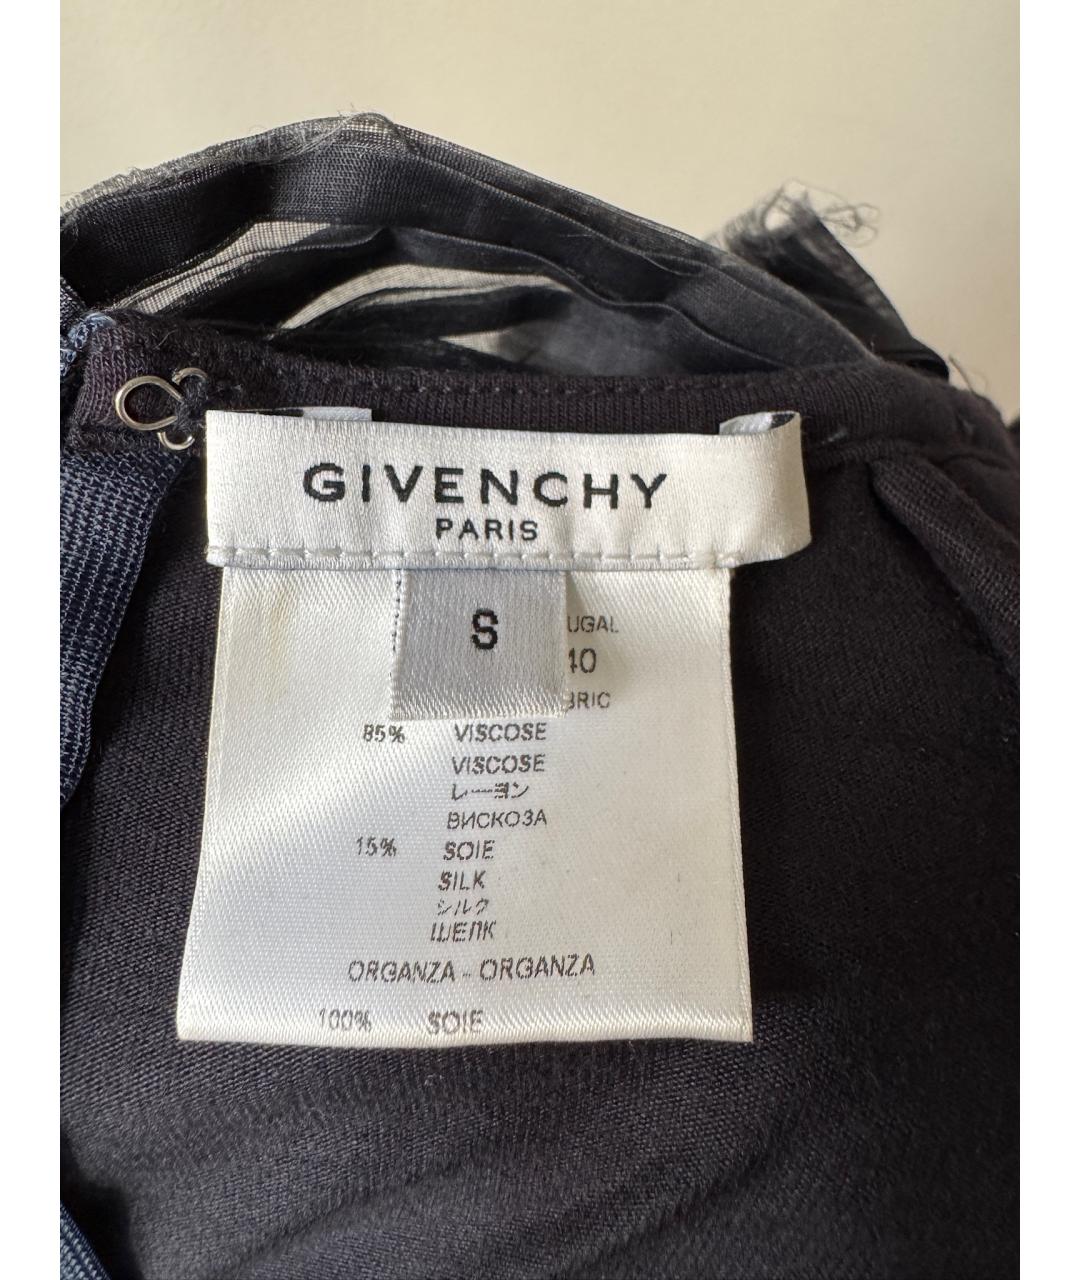 GIVENCHY
PARIS
S
UGAL
40
BRIC
85% VISCOSE
VISCOSE
レーヨン
ВИСКОЗА
15% SOIE
SILK
シルク
ШЕЛК
ORGANZA - ORGANZA
100% SOIE